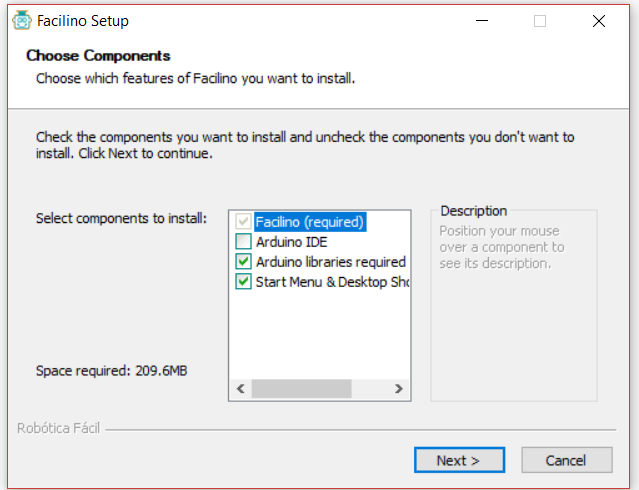 Facilino Setup
Choose Components
Choose which features of Facilino you want to install.
Check the components you want to install and uncheck the components you don't want to
install. Click Next to continue.
Select components to install:
Facilino (required)
Arduino IDE
Arduino libraries required
Start Menu & Desktop Sho
Description
Position your mouse
over a component to
see its description.
Space required: 209.6MB
Robótica Fácil
Next >
Cancel